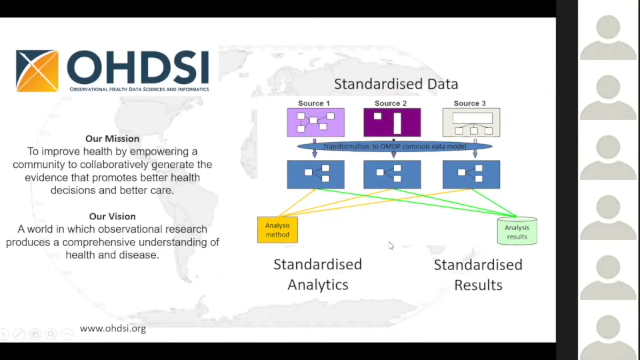 OHDSI
OBSERVATIONAL HEALTH DATA SCIENCES AND INFORMATICS
Our Mission
To improve health by empowering a
community to collaboratively generate the
evidence that promotes better health
decisions and better care.
Our Vision
A world in which observational research
produces a comprehensive understanding of
health and disease.
www.ohdsi.org
Standardised Data
Source 1
Source 2
Source 3
Transformation to OMOP common data model
Analysis
method
Analysis
results
Standardised
Analytics
Standardised
Results